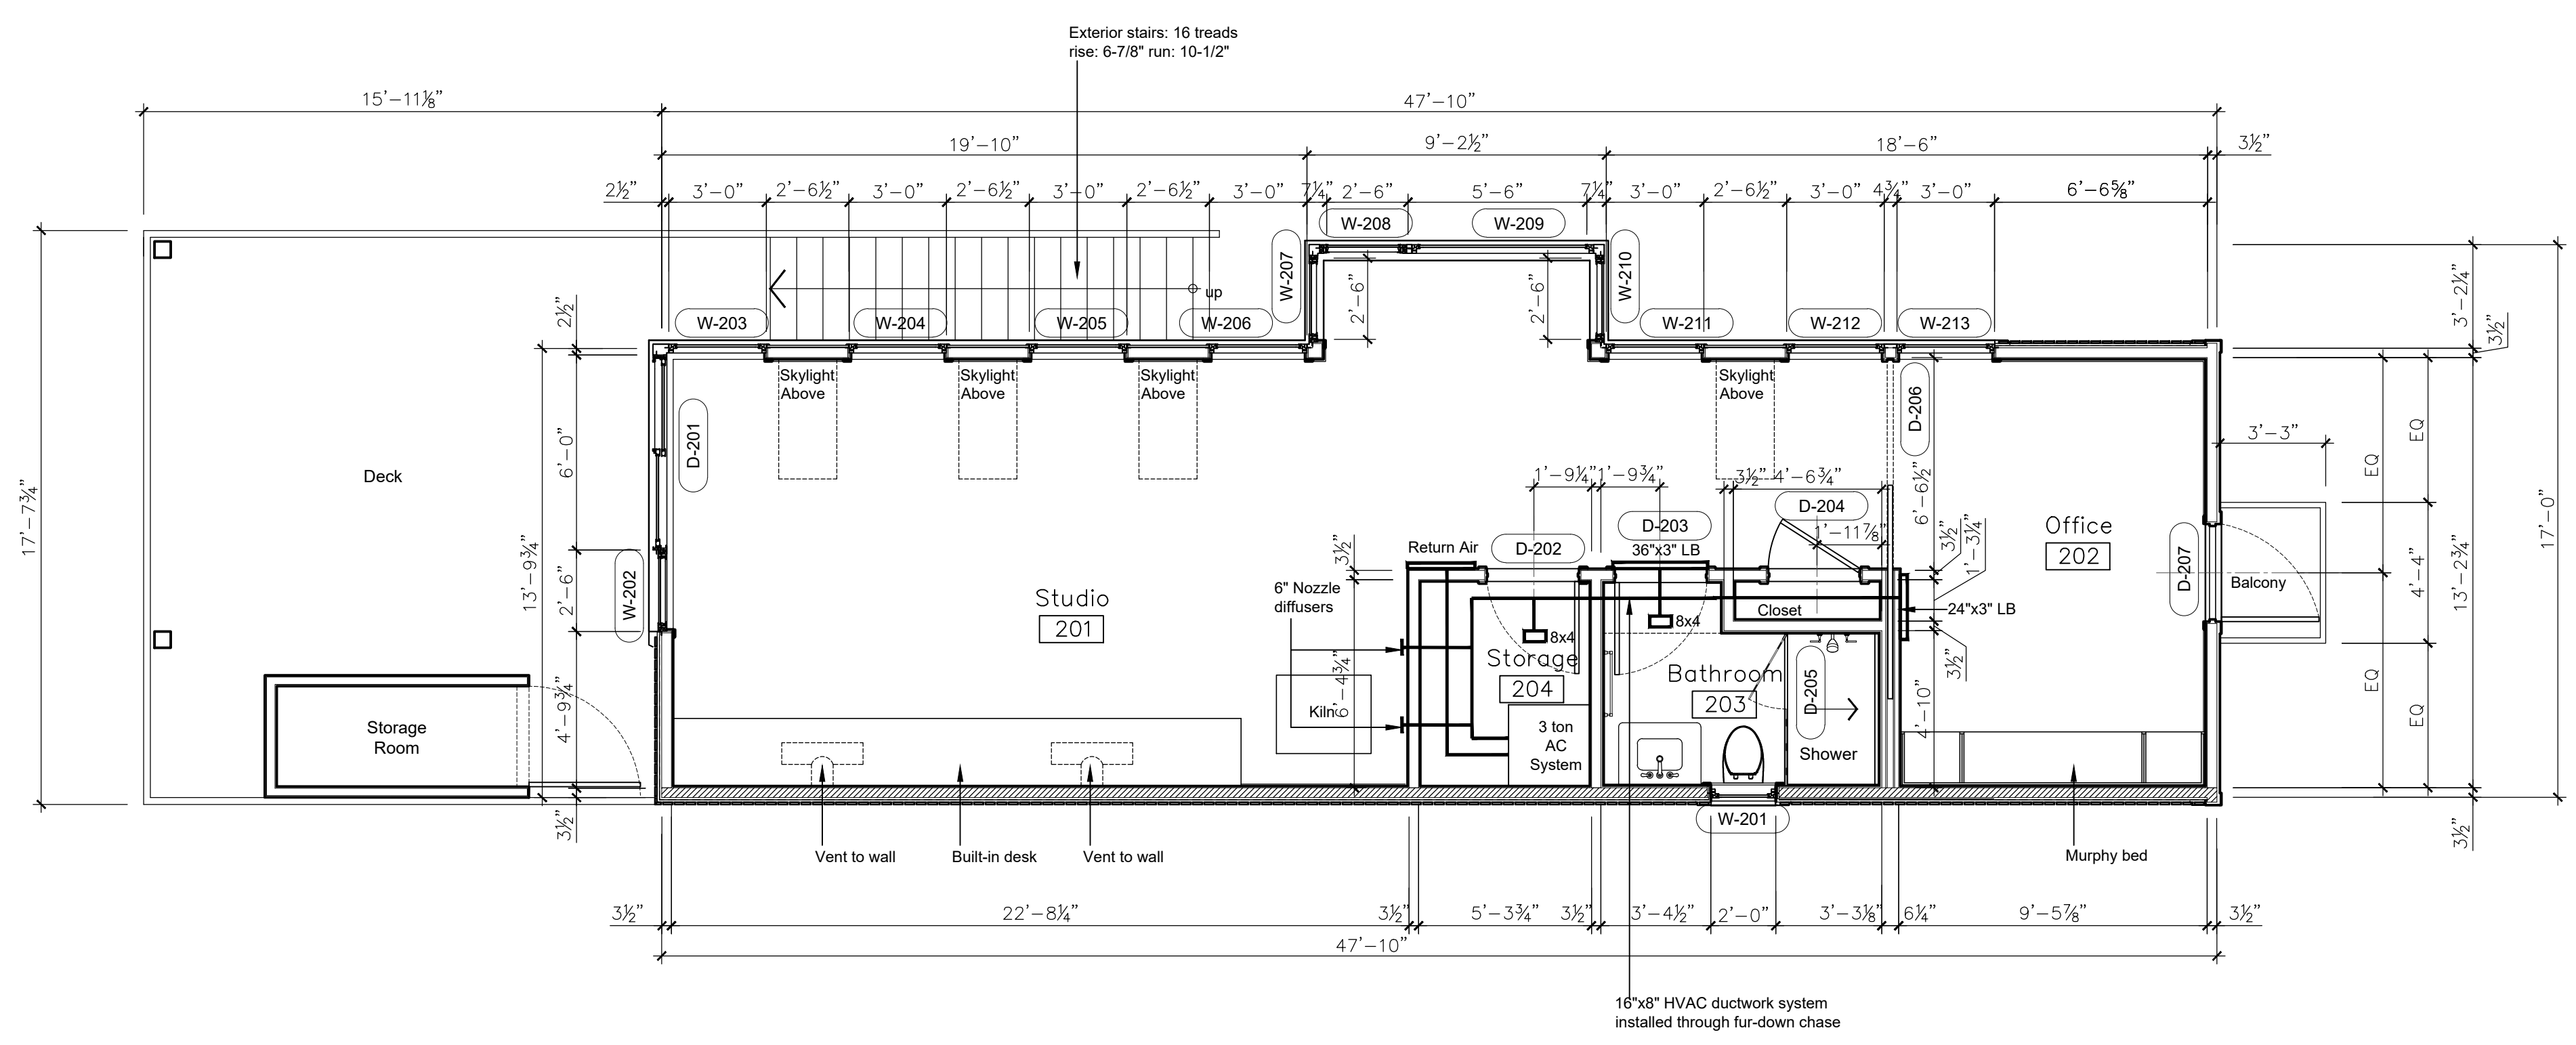 Exterior stairs: 16 treads
rise: 6-7/8" run: 10-1/2"
15'-11⅛"
47'-10"
19'-10"
9'-2½"
18'-6"
3½"
2½"
3'-0"
2'-6½"
3'-0"
2'-6½"
3'-0"
2'-6½"
3'-0"
7¼"
2'-6"
5'-6"
7¼"
3'-0"
2'-6½"
3'-0"
4¾"
3'-0"
6'-6⅝"
W-208
W-209
W-207
W-210
2'-6"
2'-6"
up
W-203
W-204
W-205
W-206
W-211
W-212
W-213
3'-2¼"
3½"
17'-7¾"
2½"
6'-0"
2'-6"
13'-9¾"
4'-9¾"
3½"
Skylight
Above
Skylight
Above
Skylight
Above
Skylight
Above
D-201
D-206
Deck
W-202
1'-9¼"
1'-9¾"
3½"
4'-6¾"
6'-6½"
3'-3"
EQ
EQ
D-204
1'-11⅞"
D-203
D-202
36"x3" LB
Return Air
3½"
3½"
1'-3¼"
Office
202
D-207
Balcony
4'-4"
13'-2¾"
17'-0"
6" Nozzle
diffusers
Studio
201
Closet
24"x3" LB
8x4
8x4
Storage
204
6'-4¾"
3½"
Bathroom
203
D-205
4'-10"
EQ
EQ
Kiln
Storage
Room
3 ton
AC
System
Shower
W-201
3½"
Vent to wall
Built-in desk
Vent to wall
Murphy bed
3½"
22'-8¼"
3½"
5'-3¾"
3½"
3'-4½"
2'-0"
3'-3⅛"
6¼"
9'-5⅞"
3½"
47'-10"
16"x8" HVAC ductwork system
installed through fur-down chase